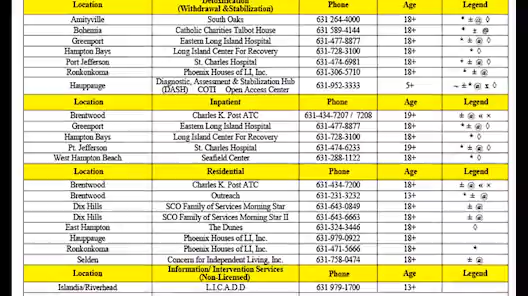 Location Detoxification (Withdrawal &Stabilization) Phone Age Legend
Amityville South Oaks 631 264-4000 18+ * ± @ ◊
Bohemia Catholic Charities Talbot House 631 589-4144 18+ * ± @
Greenport Eastern Long Island Hospital 631-477-8877 18+ * ± @ ◊
Hampton Bays Long Island Center For Recovery 631-728-3100 18+ * ◊
Port Jefferson St. Charles Hospital 631-474-6981 18+ * ± @ ◊
Ronkonkoma Phoenix Houses of LI, Inc. 631-306-5710 18+ * ± @
Hauppauge Diagnostic, Assessment & Stabilization Hub (DASH) COTI Open Access Center 631-952-3333 5+ ~ ± * @ x ◊
Location Inpatient Phone Age Legend
Brentwood Charles K. Post ATC 631-434-7207 / 7208 19+ ± @ « ×
Greenport Eastern Long Island Hospital 631-477-8877 18+ * ± @ ◊
Hampton Bays Long Island Center For Recovery 631-728-3100 18+ * ◊
Pt. Jefferson St. Charles Hospital 631-474-6233 19+ * ± @ ◊
West Hampton Beach Seafield Center 631-288-1122 18+ * ◊
Location Residential Phone Age Legend
Brentwood Charles K. Post ATC 631-434-7200 18+ ± @ « ×
Brentwood Outreach 631-231-3232 13+ * ± @
Dix Hills SCO Family of Services Morning Star 631-643-0849 18+ ± @
Dix Hills SCO Family of Services Morning Star II 631-643-6663 18+ ± @
East Hampton The Dunes 631-324-3446 18+ ◊
Hauppauge Phoenix Houses of LI, Inc. 631-979-0922 18+
Ronkonkoma Phoenix Houses of LI, Inc. 631-471-5666 18+ *
Selden Concern for Independent Living, Inc. 631-758-0474 18+ ± @
Location Information/ Intervention Services (Non-Licensed) Phone Age Legend
Islandia/Riverhead L.I.C.A.D.D 631 979-1700 13+